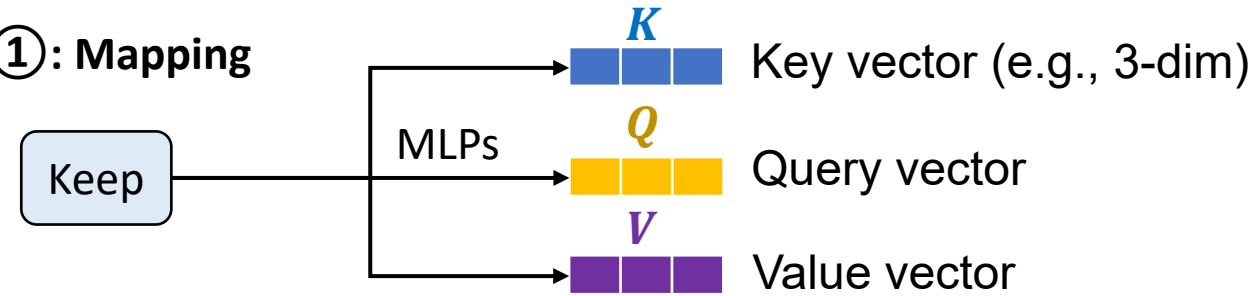 ①: Mapping
K
Key vector (e.g., 3-dim)
Keep
MLPs
Q
Query vector
V
Value vector